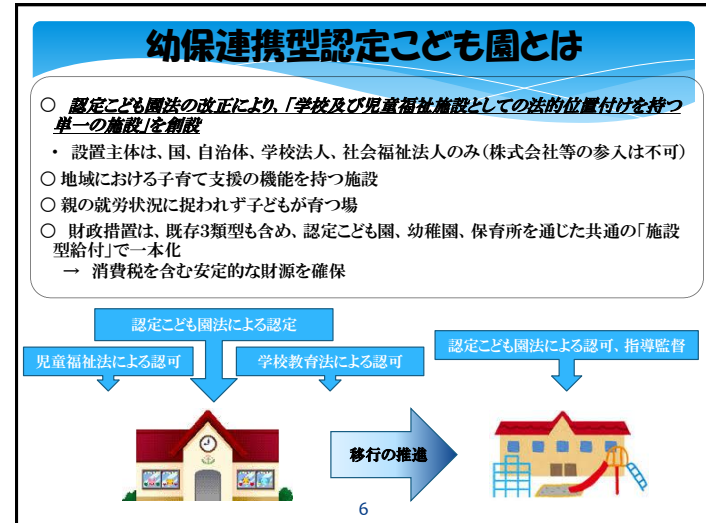 幼保連携型認定こども園とは
○ 認定こども園法の改正により、「学校及び児童福祉施設としての法的位置付けを持つ
単一の施設」を創設
・ 設置主体は、国、自治体、学校法人、社会福祉法人のみ(株式会社等の参入は不可)
○ 地域における子育て支援の機能を持つ施設
○ 親の就労状況に捉われず子どもが育つ場
○ 財政措置は、既存3類型も含め、認定こども園、幼稚園、保育所を通じた共通の「施設
型給付」で一本化
→ 消費税を含む安定的な財源を確保
認定こども園法による認定
児童福祉法による認可
学校教育法による認可
認定こども園法による認可、指導監督
移行の推進
6